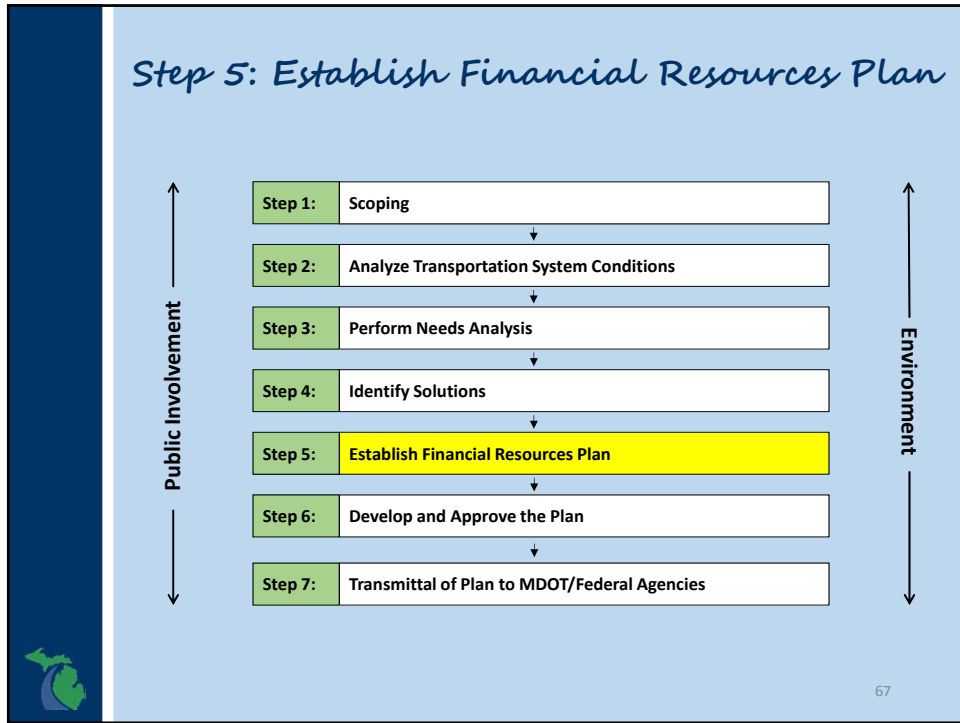 Step 5: Establish Financial Resources Plan
Step 1: Scoping
Step 2: Analyze Transportation System Conditions
Step 3: Perform Needs Analysis
Step 4: Identify Solutions
Step 5: Establish Financial Resources Plan
Step 6: Develop and Approve the Plan
Step 7: Transmittal of Plan to MDOT/Federal Agencies
Public Involvement
Environment
67